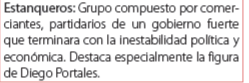 Estanqueros: Grupo compuesto por comer-
ciantes, partidarios de un gobierno fuerte
que terminara con la inestabilidad política y
económica. Destaca especialmente la figura
de Diego Portales.